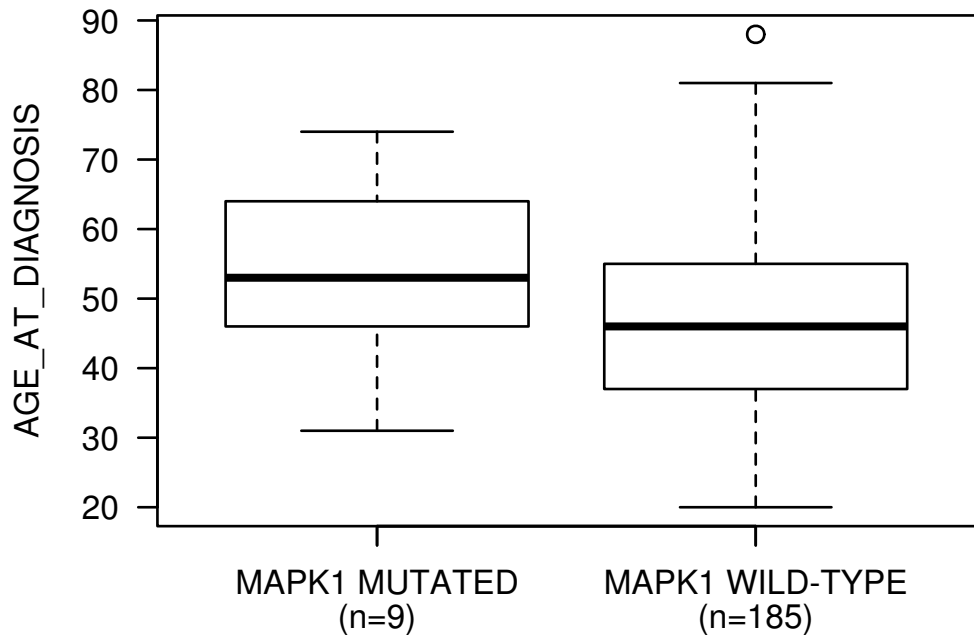 AGE_AT_DIAGNOSIS
90
80
70
60
50
40
30
20
MAPK1 MUTATED
(n=9)
MAPK1 WILD-TYPE
(n=185)